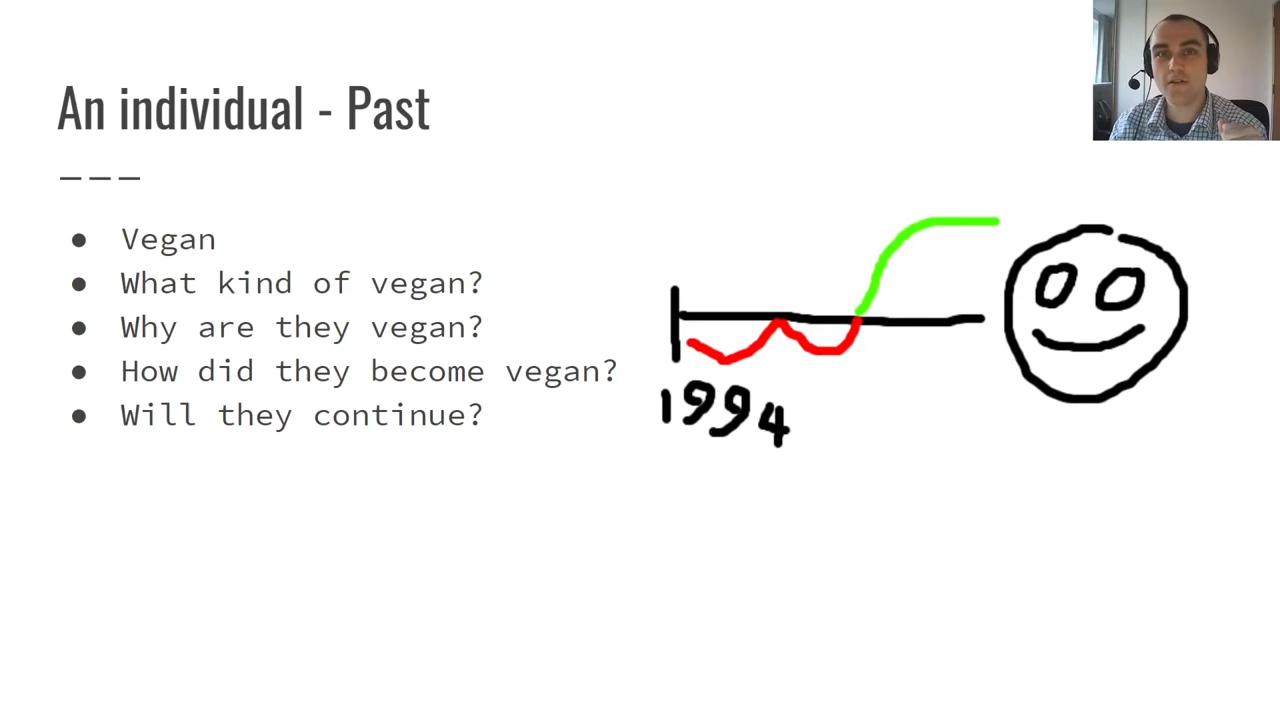 An individual - Past
---
● Vegan
● What kind of vegan?
● Why are they vegan?
● How did they become vegan?
● Will they continue?
1994